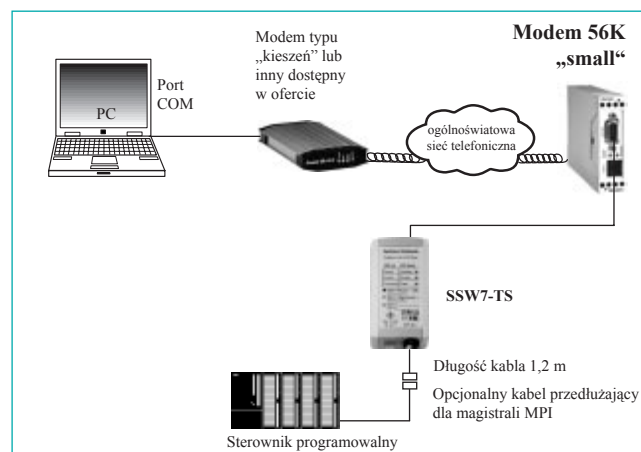 Modem typu
„kieszeń” lub
inny dostępny
w ofercie
Modem 56K
„small“
Port
COM
PC
ogólnoświatowa
sieć telefoniczna
SSW7-TS
Długość kabla 1,2 m
Opcjonalny kabel przedłużający
dla magistrali MPI
Sterownik programowalny